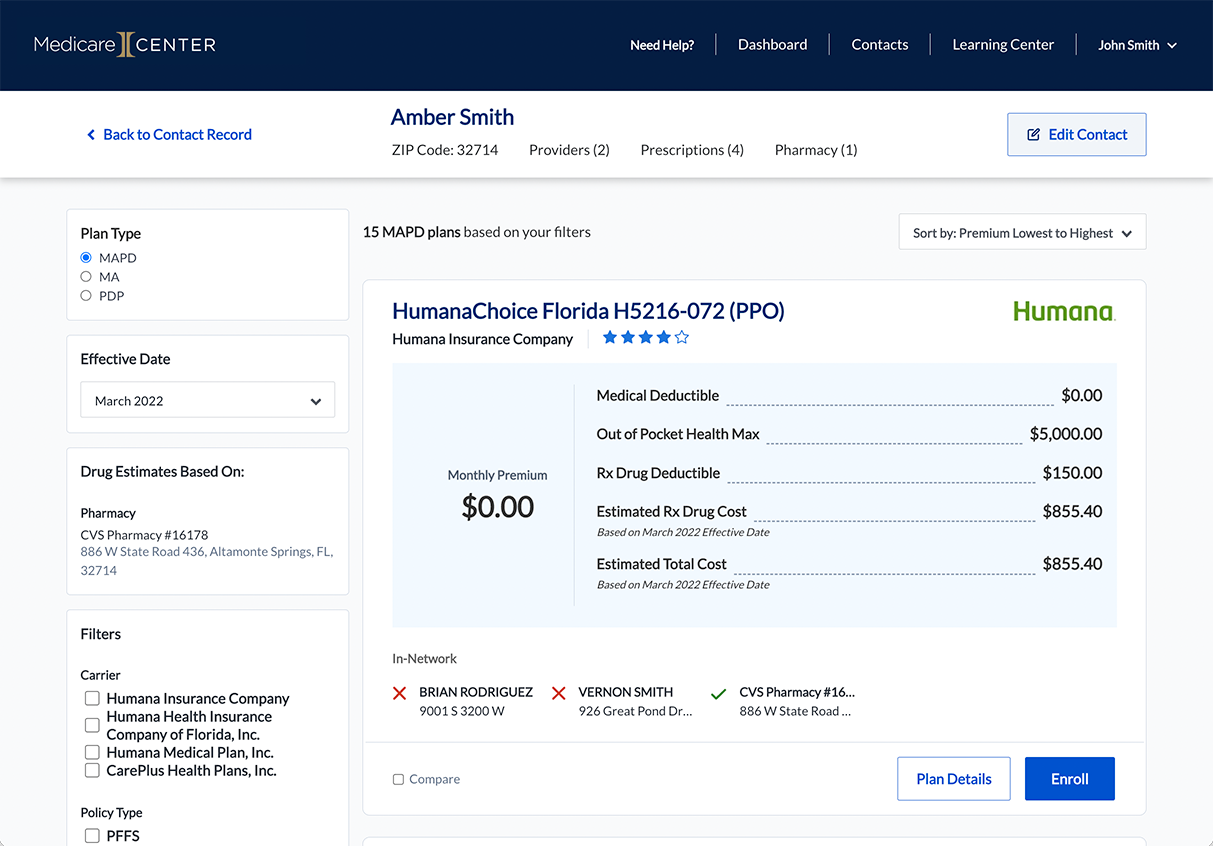 Medicare CENTER
Need Help? Dashboard Contacts Learning Center John Smith
Back to Contact Record
Amber Smith
ZIP Code: 32714 Providers (2) Prescriptions (4) Pharmacy (1)
Edit Contact
Plan Type
MAPD
MA
PDP
Effective Date
March 2022
Drug Estimates Based On:
Pharmacy
CVS Pharmacy #16178
886 W State Road 436, Altamonte Springs, FL,
32714
Filters
Carrier
Humana Insurance Company
Humana Health Insurance
Company of Florida, Inc.
Humana Medical Plan, Inc.
CarePlus Health Plans, Inc.
Policy Type
PFFS
15 MAPD plans based on your filters
Sort by: Premium Lowest to Highest
HumanaChoice Florida H5216-072 (PPO)
Humana
Humana Insurance Company
Monthly Premium
$0.00
Medical Deductible $0.00
Out of Pocket Health Max $5,000.00
Rx Drug Deductible $150.00
Estimated Rx Drug Cost $855.40
Based on March 2022 Effective Date
Estimated Total Cost $855.40
Based on March 2022 Effective Date
In-Network
BRIAN RODRIGUEZ VERNON SMITH CVS Pharmacy #16...
9001 S 3200 W 926 Great Pond Dr... 886 W State Road ...
Compare
Plan Details
Enroll